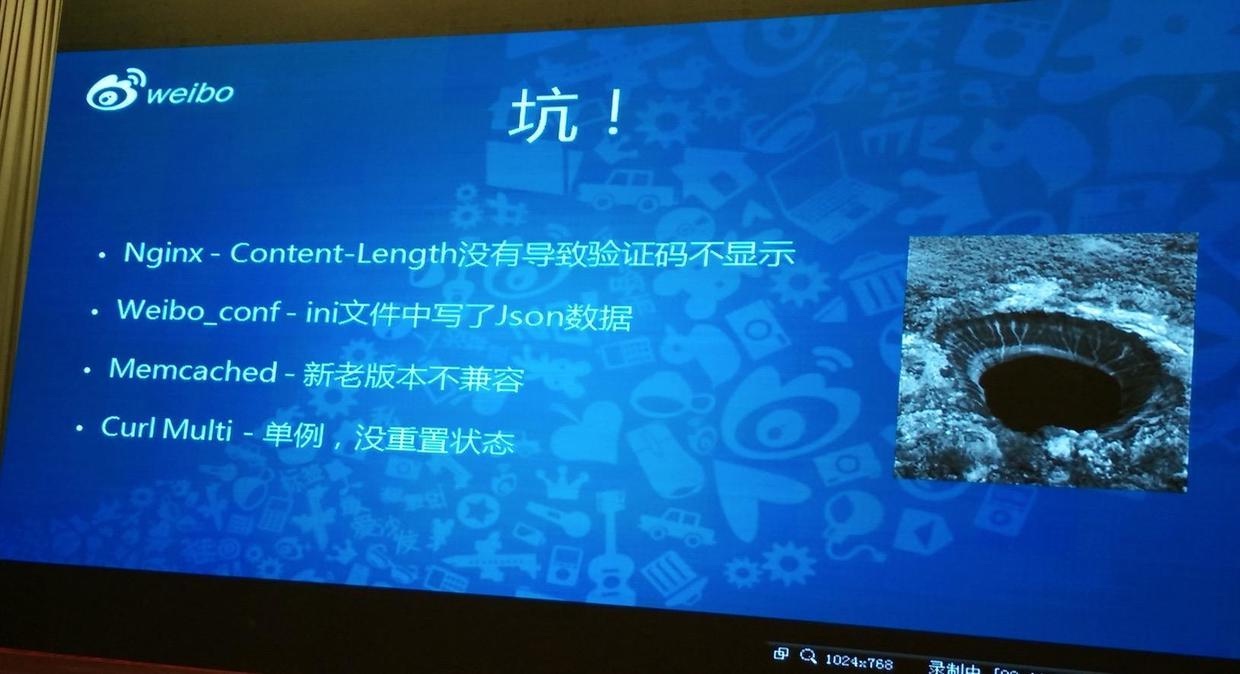 weibo
坑！
• Nginx - Content-Length没有导致验证码不显示
• Weibo_conf - ini文件中写了Json数据
• Memcached - 新老版本不兼容
• Curl Multi - 单例，没重置状态
1024x768
录制中